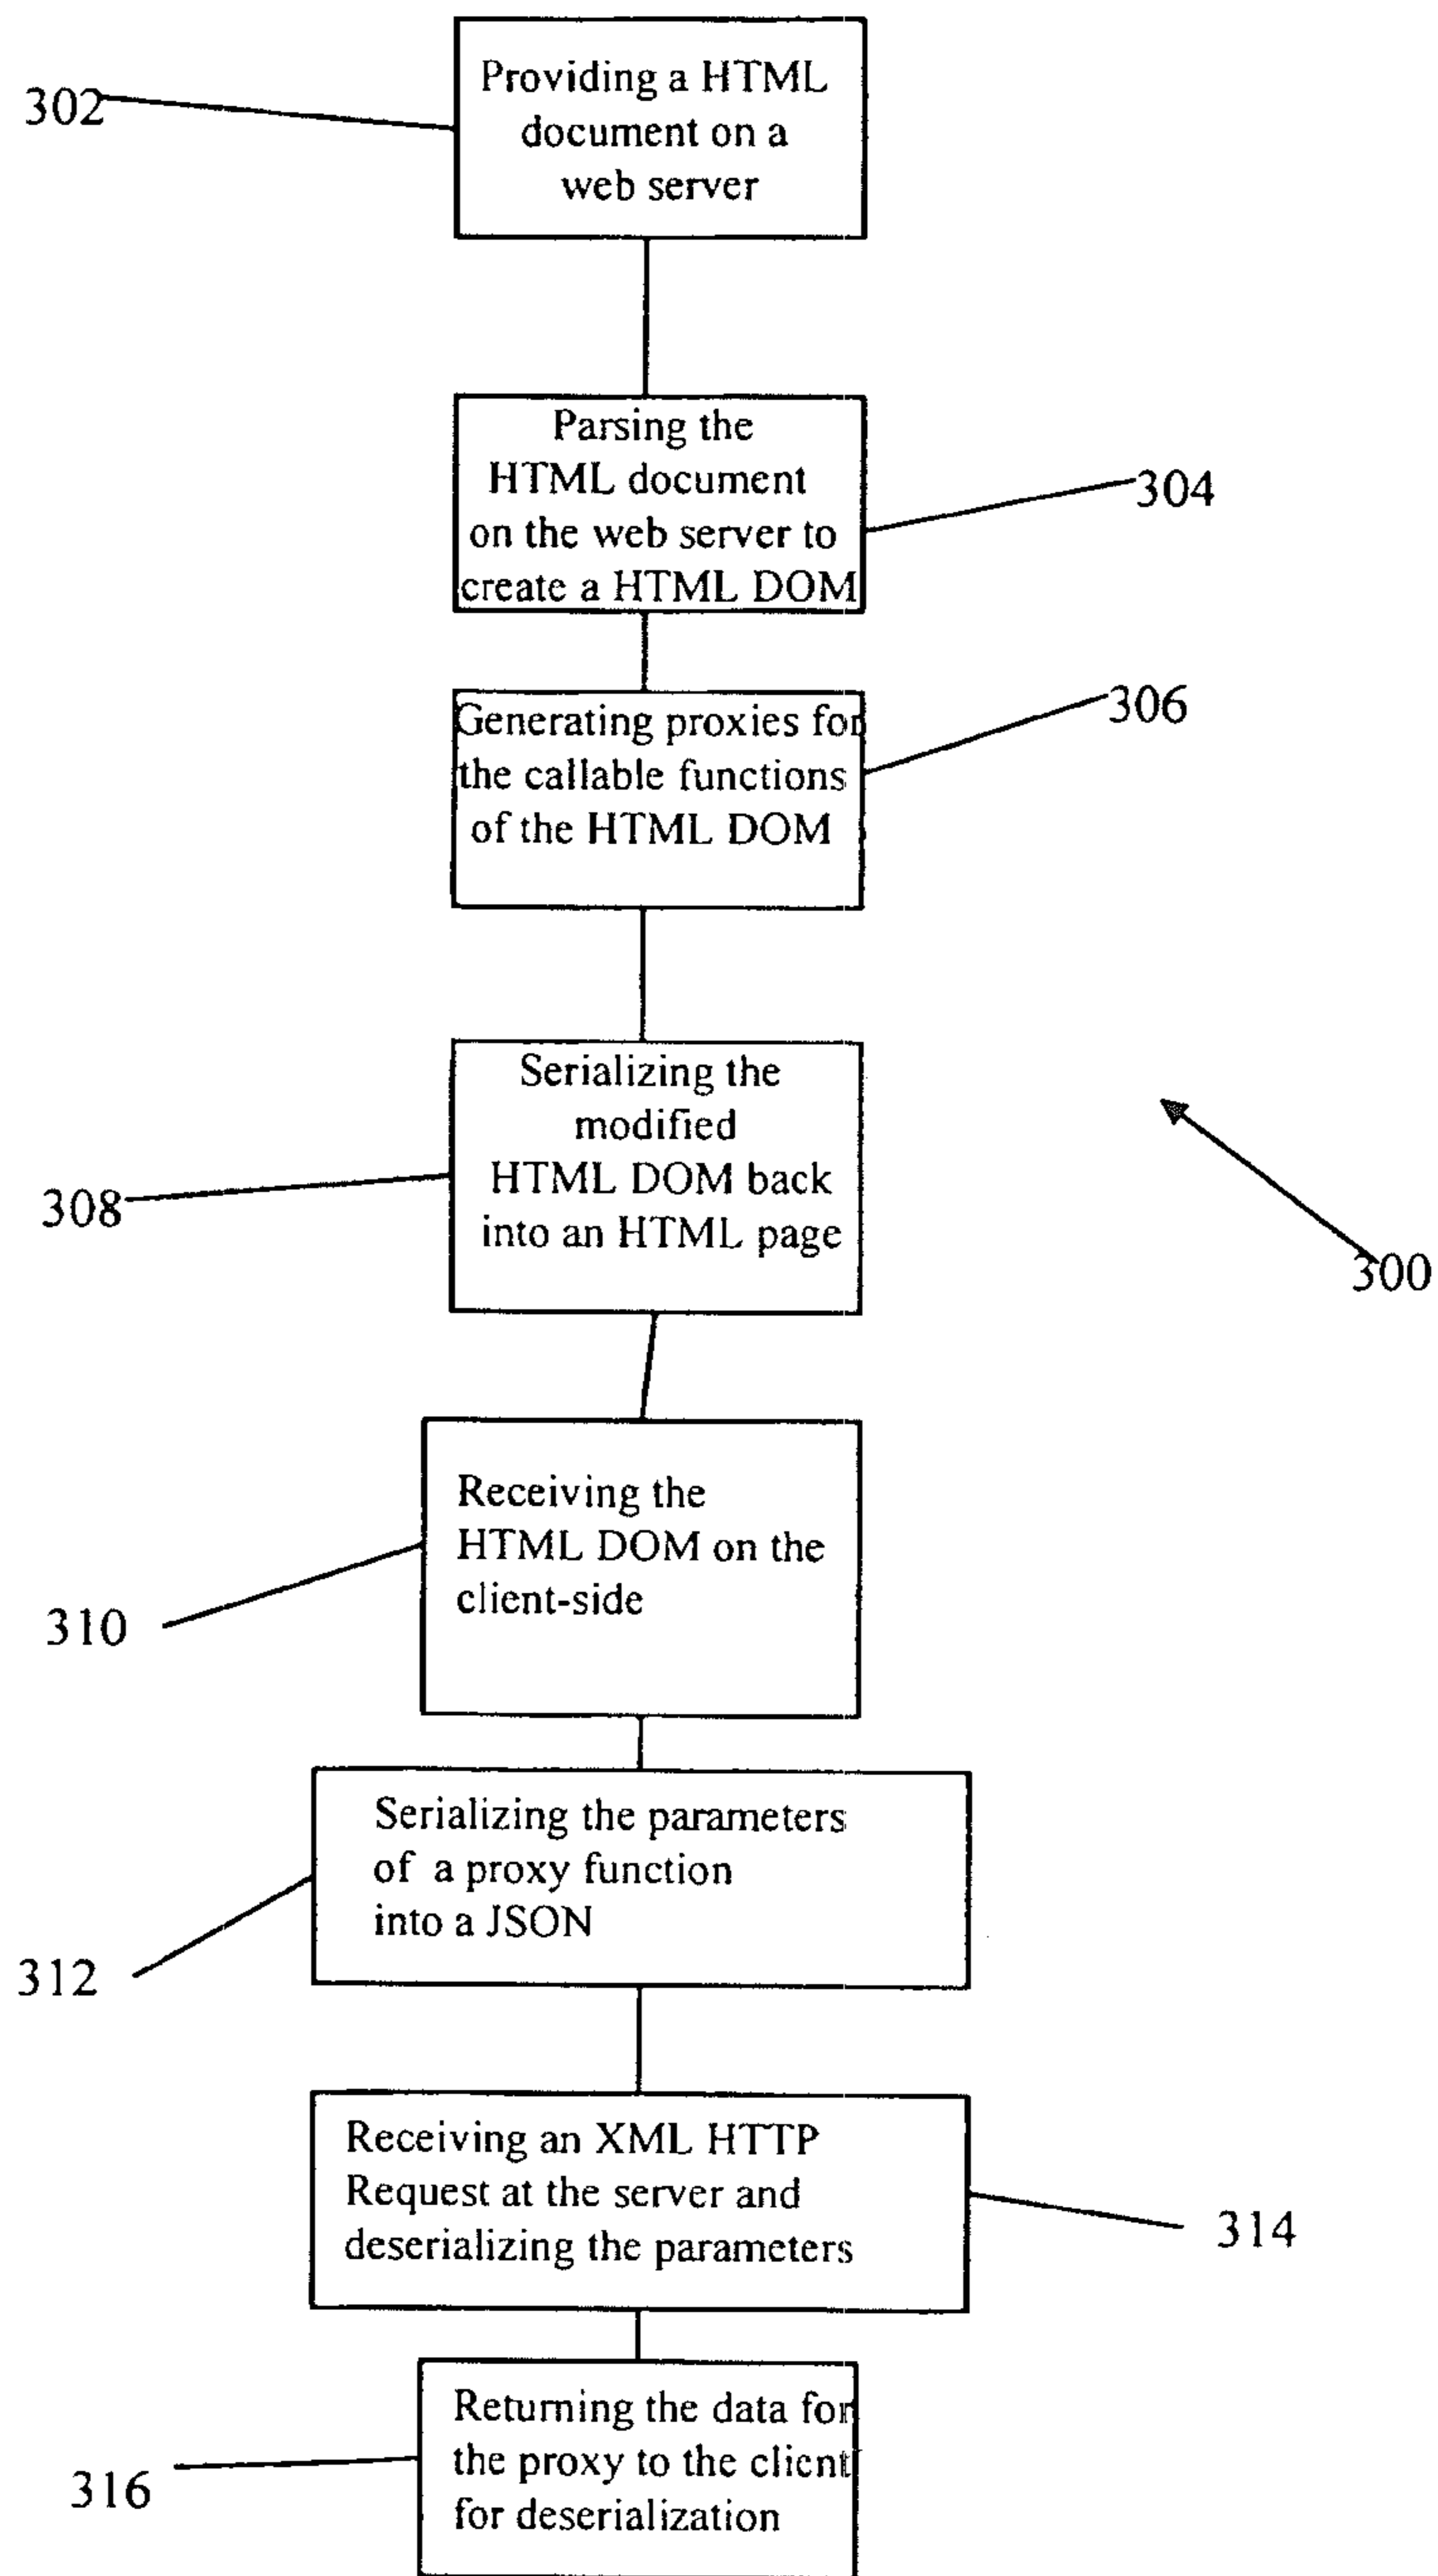 302
Providing a HTML
document on a
web server
Parsing the
HTML document
on the web server to
create a HTML DOM
304
Generating proxies for
the callable functions
of the HTML DOM
306
Serializing the
modified
HTML DOM back
into an HTML page
308
300
Receiving the
HTML DOM on the
client-side
310
Serializing the parameters
of a proxy function
into a JSON
312
Receiving an XML HTTP
Request at the server and
deserializing the parameters
314
Returning the data for
the proxy to the client
for deserialization
316